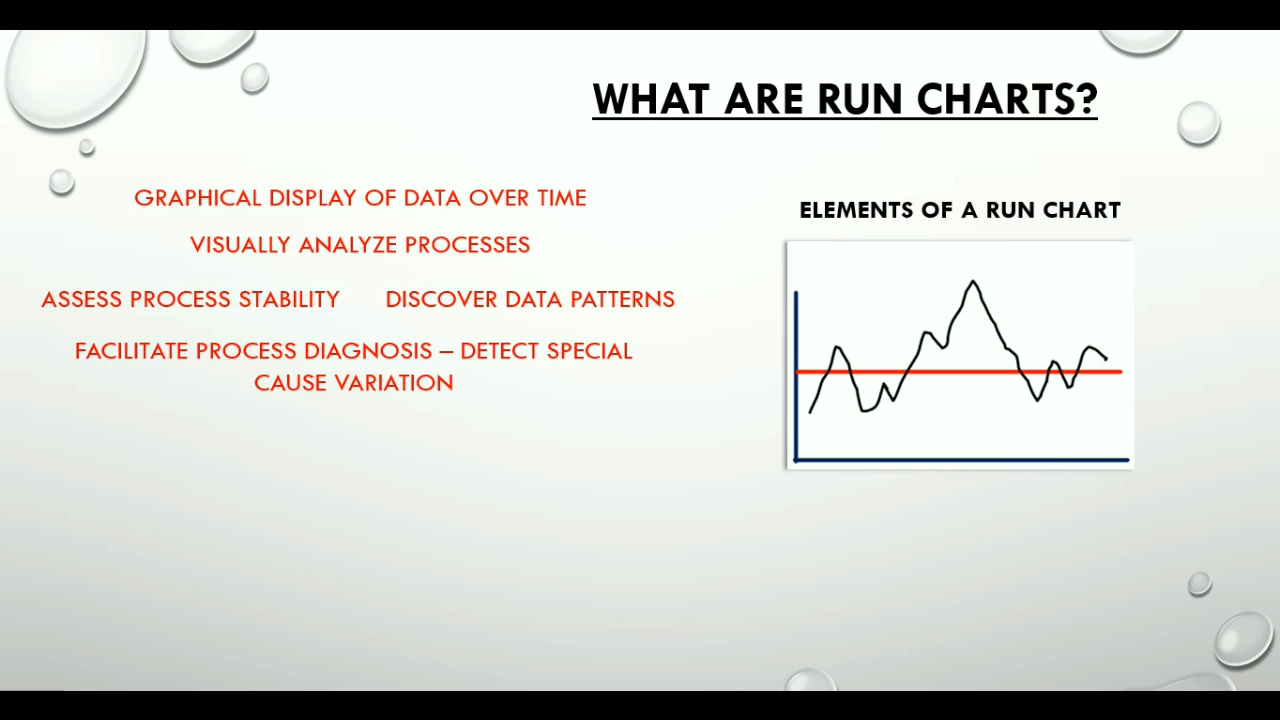 WHAT ARE RUN CHARTS?
GRAPHICAL DISPLAY OF DATA OVER TIME
VISUALLY ANALYZE PROCESSES
ASSESS PROCESS STABILITY
DISCOVER DATA PATTERNS
FACILITATE PROCESS DIAGNOSIS – DETECT SPECIAL
CAUSE VARIATION
ELEMENTS OF A RUN CHART